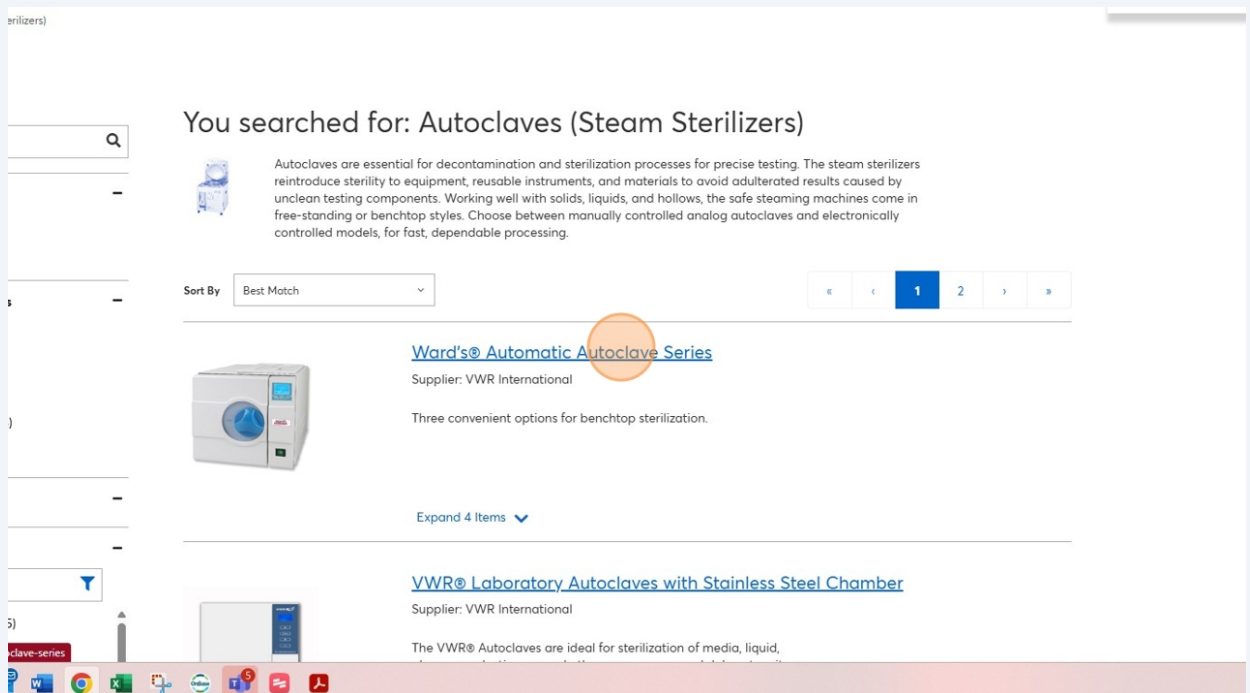 erilizers)
You searched for: Autoclaves (Steam Sterilizers)
Autoclaves are essential for decontamination and sterilization processes for precise testing. The steam sterilizers
reintroduce sterility to equipment, reusable instruments, and materials to avoid adulterated results caused by
unclean testing components. Working well with solids, liquids, and hollows, the safe steaming machines come in
free-standing or benchtop styles. Choose between manually controlled analog autoclaves and electronically
controlled models, for fast, dependable processing.
s
Sort By Best Match
« ‹ 1 2 › »
Ward's® Automatic Autoclave Series
Supplier: VWR International
Three convenient options for benchtop sterilization.
)
Expand 4 Items
VWR® Laboratory Autoclaves with Stainless Steel Chamber
Supplier: VWR International
5)
The VWR® Autoclaves are ideal for sterilization of media, liquid,
clave-series
5